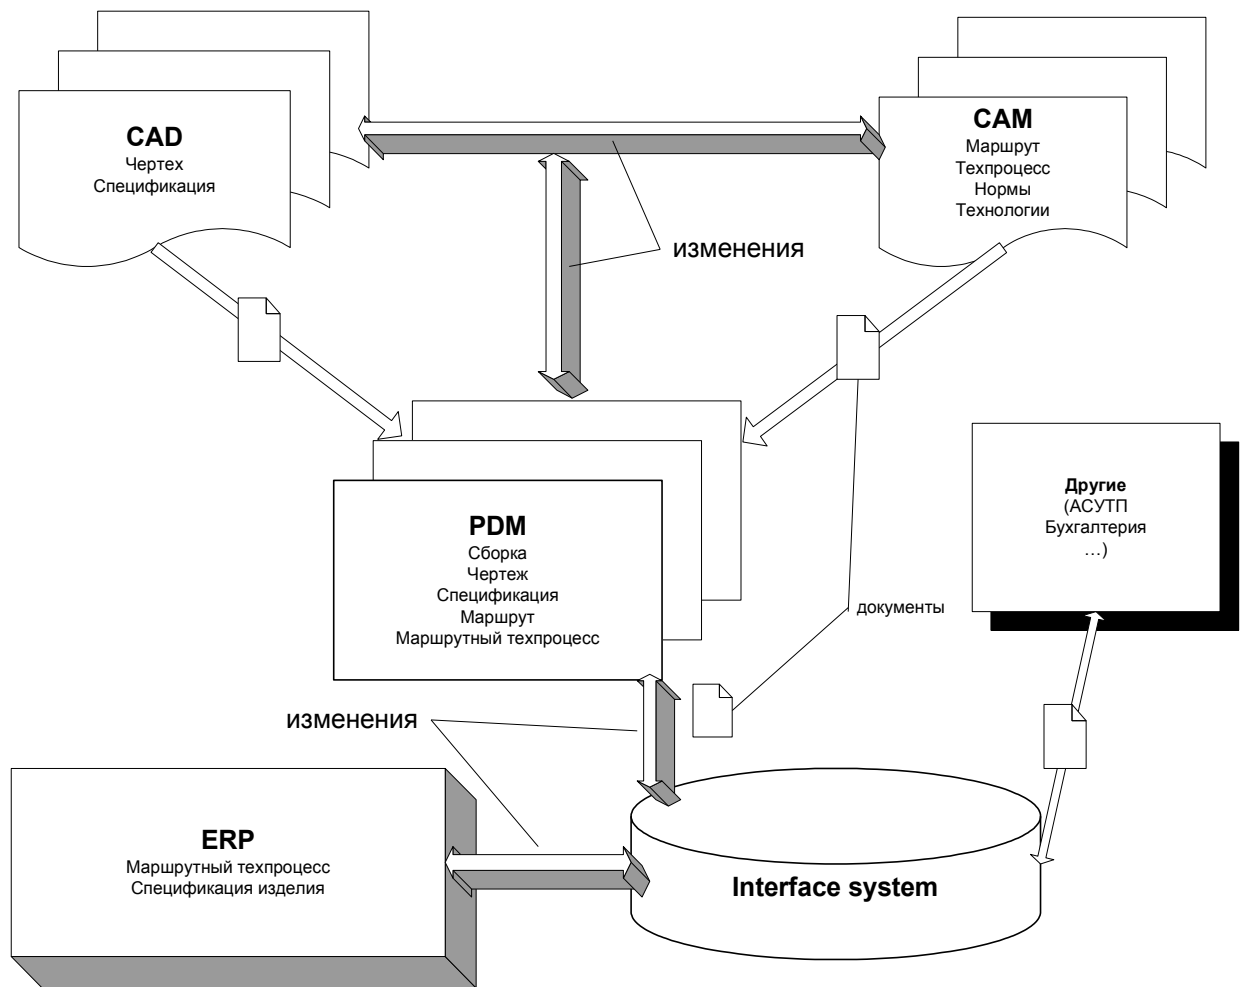 CAD
Чертех
Спецификация
CAM
Маршрут
Техпроцесс
Нормы
Технологии
изменения
PDM
Сборка
Чертеж
Спецификация
Маршрут
Маршрутный техпроцесс
Другие
(АСУТП
Бухгалтерия
...)
документы
изменения
ERP
Маршрутный техпроцесс
Спецификация изделия
Interface system